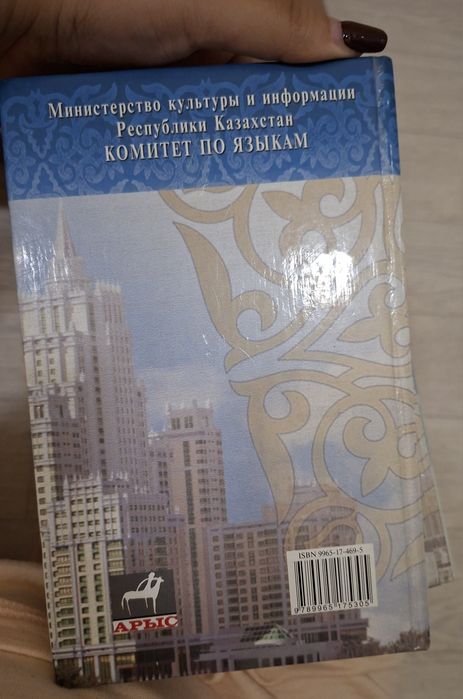 Министерство культуры и информации
Республики Казахстан
КОМИТЕТ ПО ЯЗЫКАМ
ISBN 9965-17-469-5
9789965175305
АРЫС